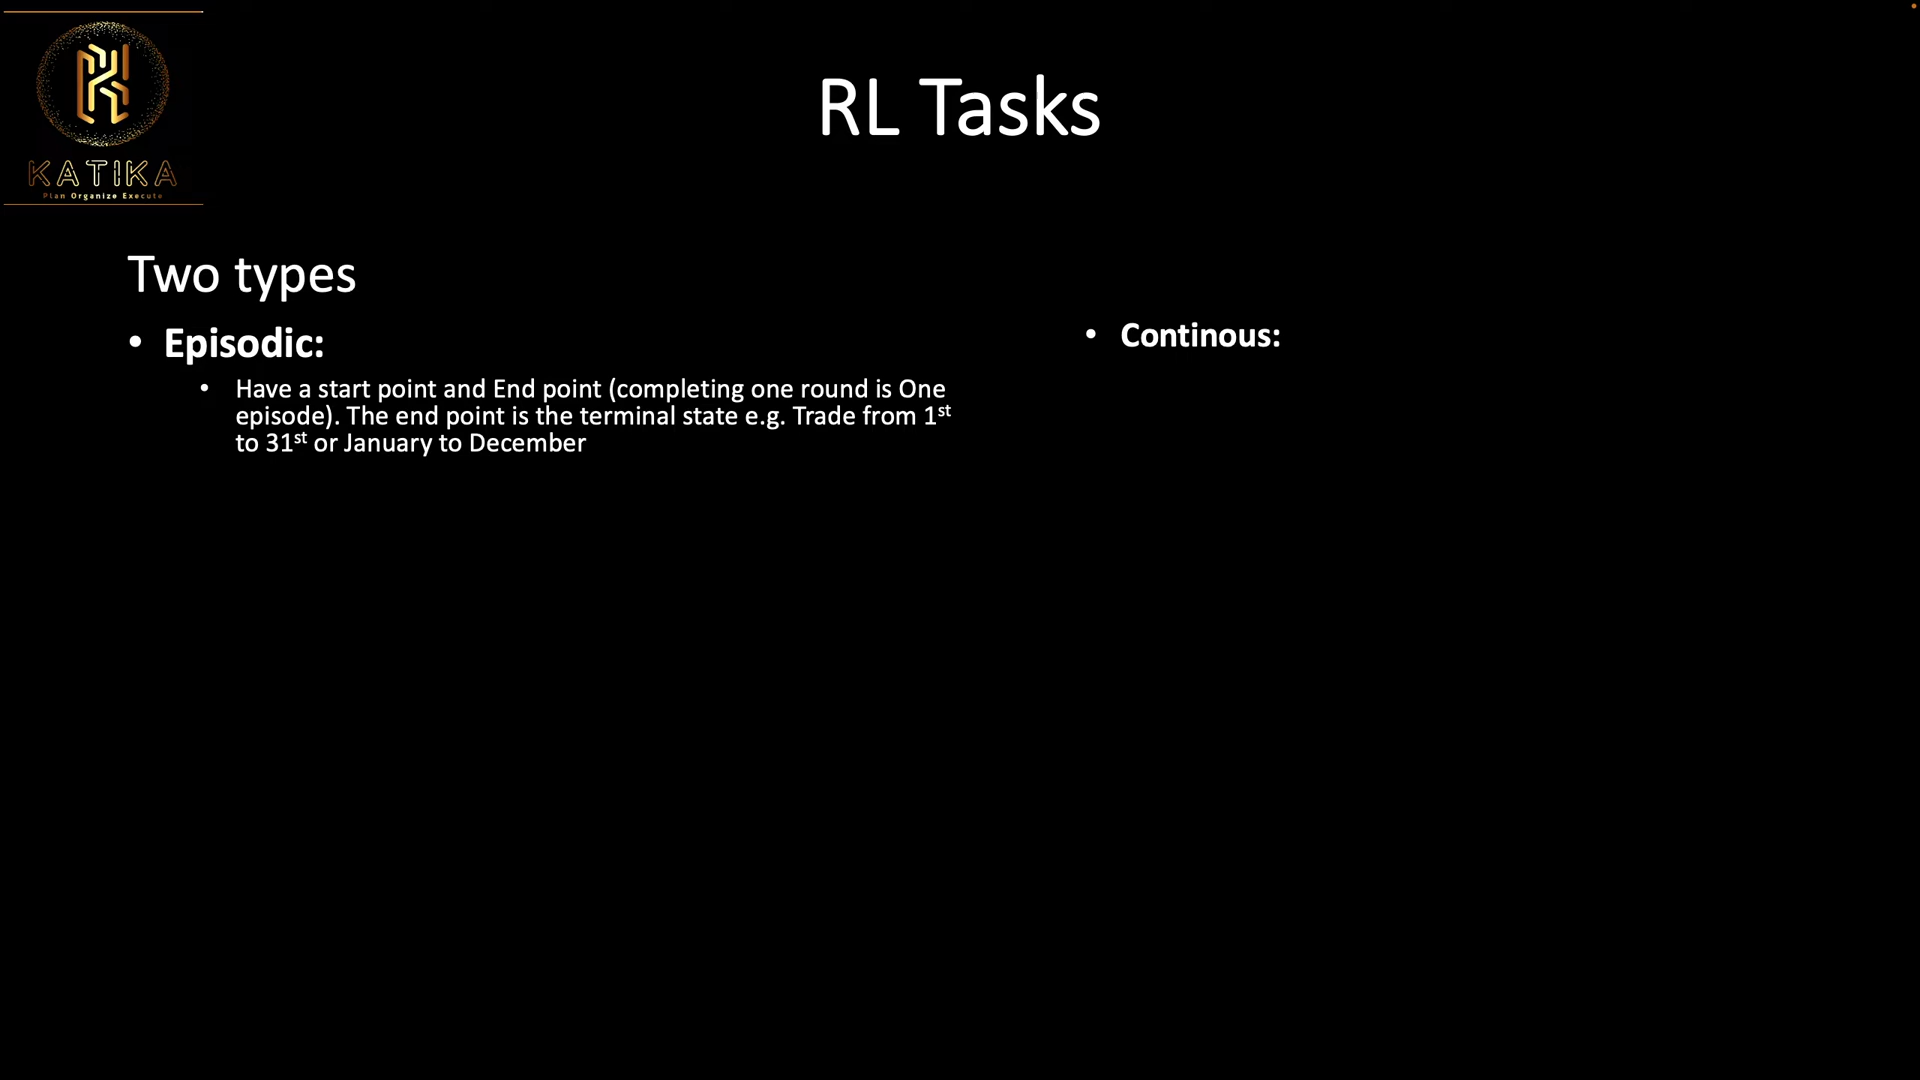 KATIKA
Plan Organize Execute
RL Tasks
Two types
• Episodic:
• Have a start point and End point (completing one round is One
episode). The end point is the terminal state e.g. Trade from 1st
to 31st or January to December
• Continous: